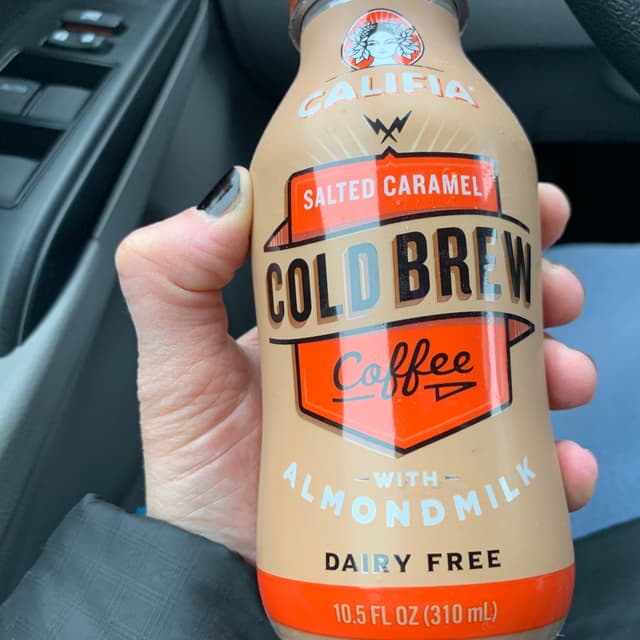 CALIFIA
SALTED CARAMEL
COLD BREW
Coffee
WITH
ALMONDMILK
DAIRY FREE
10.5 FL OZ (310 mL)